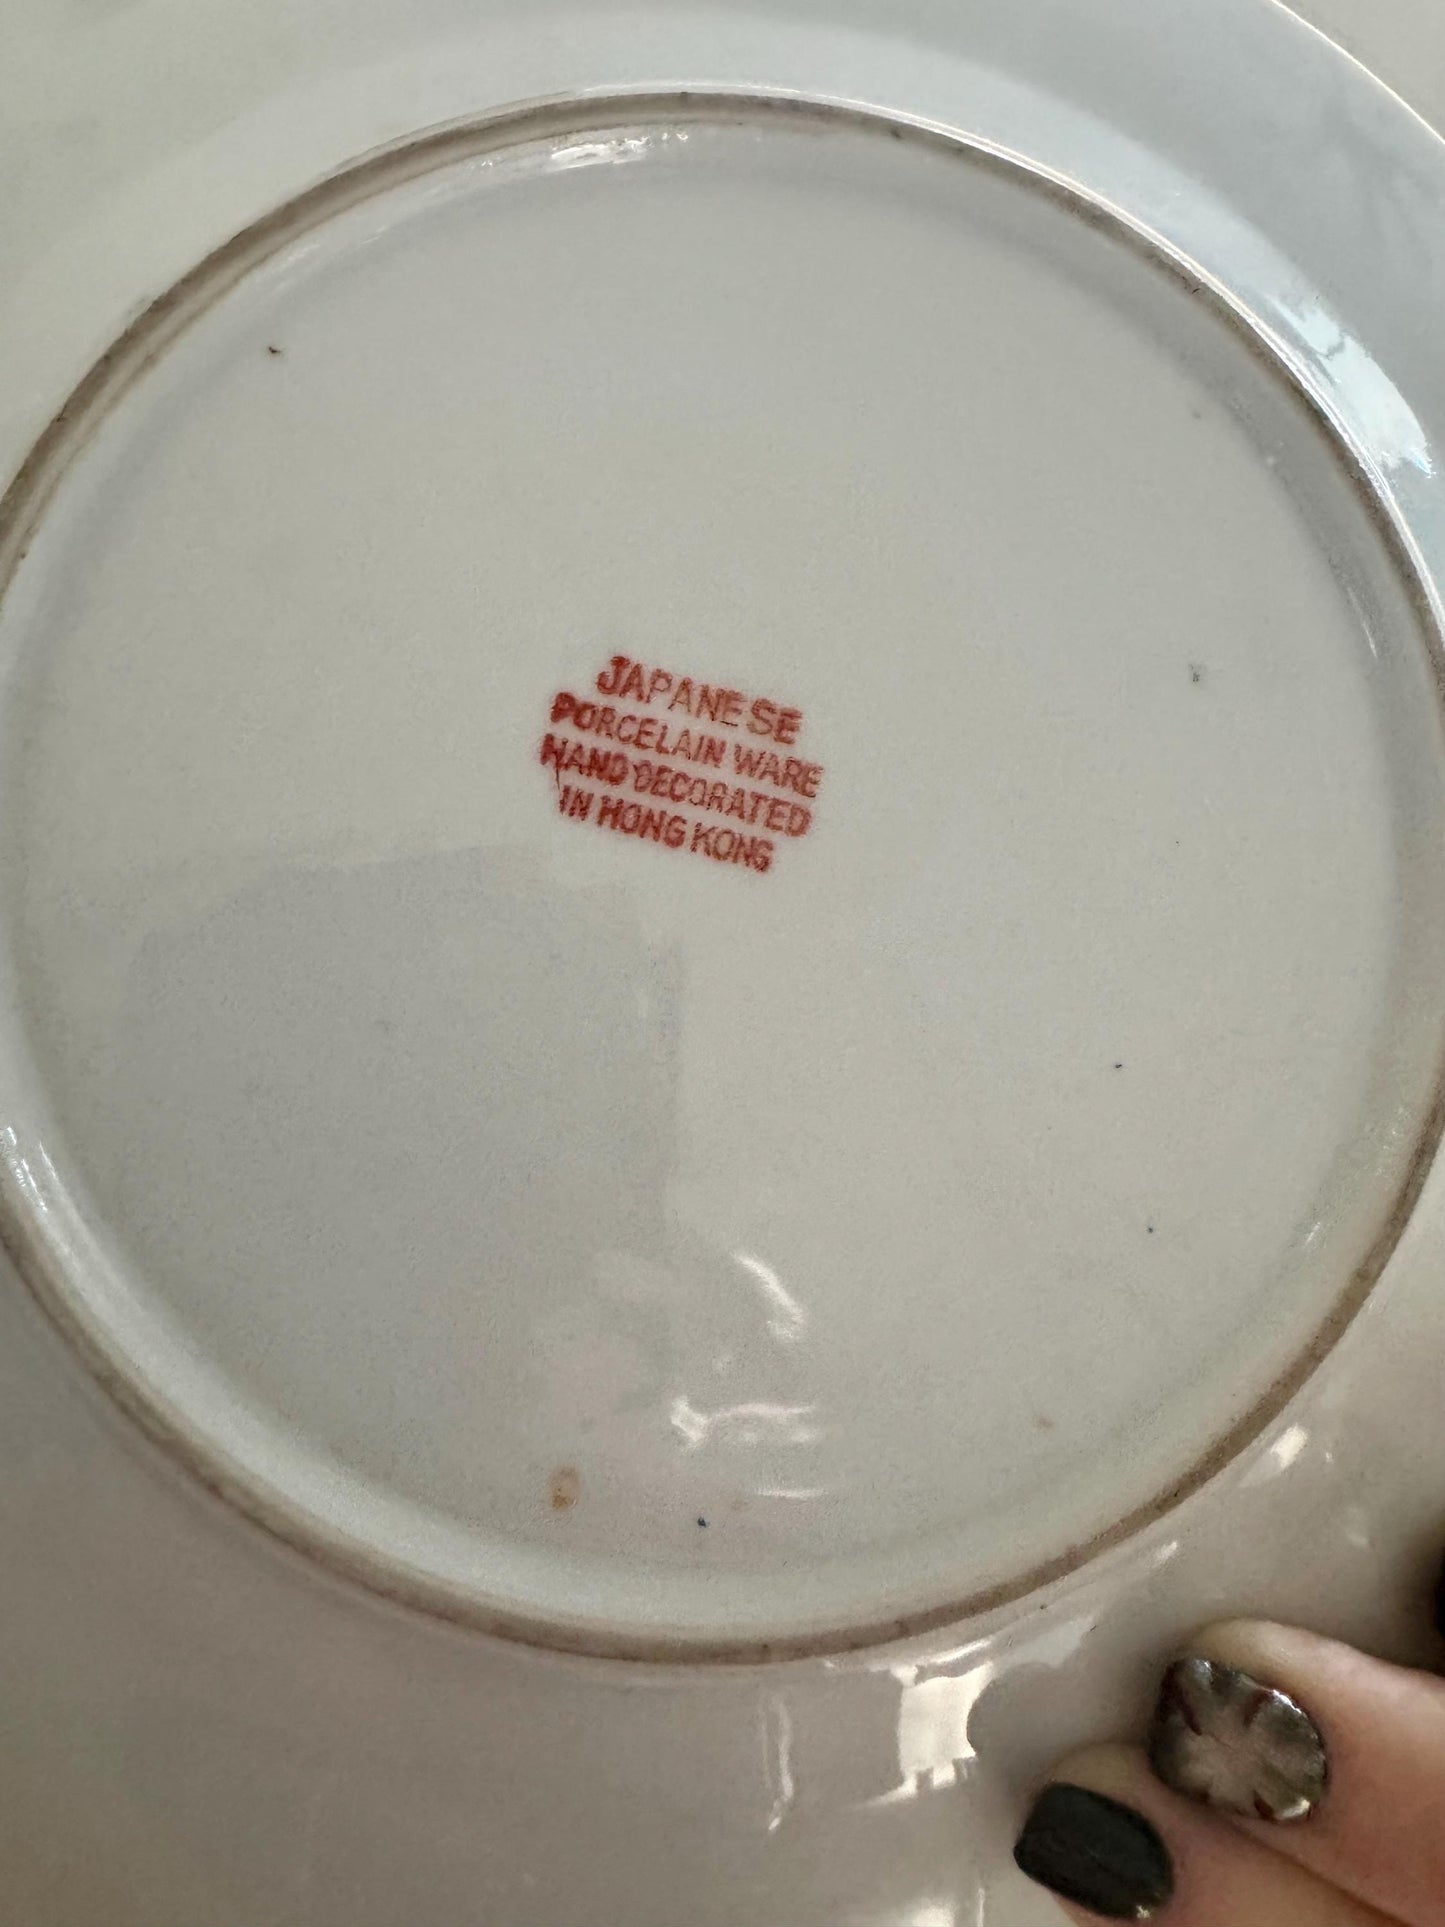 JAPANESE
PORCELAIN WARE
HAND DECORATED
IN HONG KONG